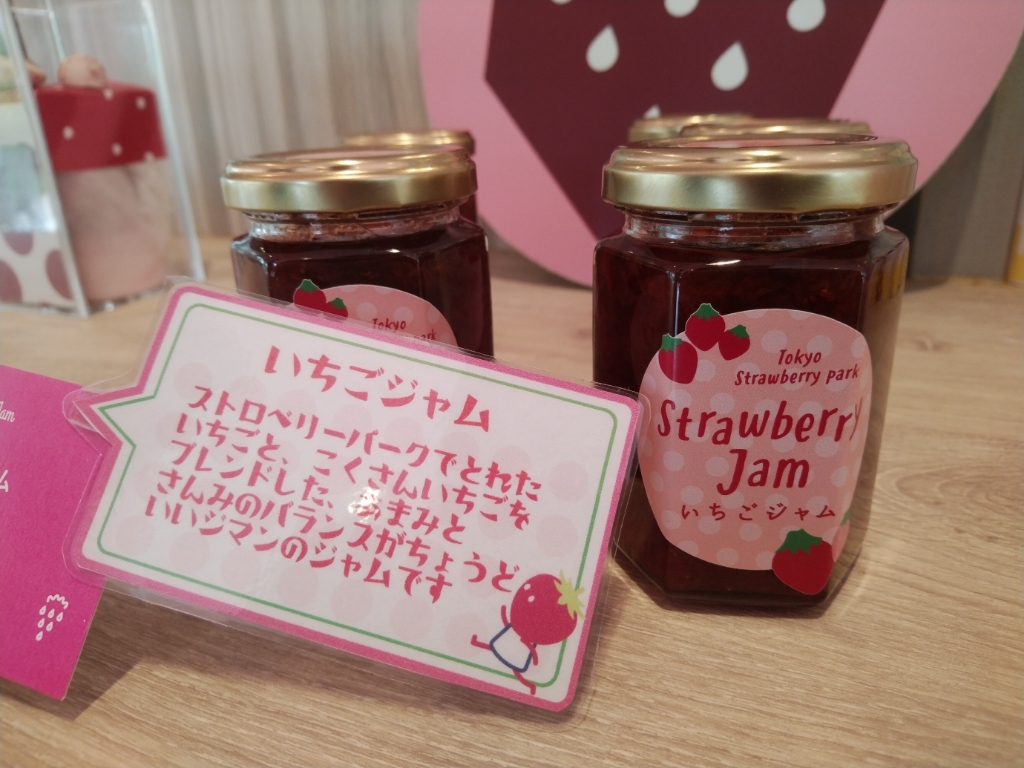 いちごジャム
ストロベリーパークでとれた
いちごと、こくさんいちごを
ブレンドした、あまみと
さんみのバランスがちょうど
いいジマンのジャムです
Tokyo
Tokyo
Strawberry Park
Strawberry
Jam
いちごジャム
Jam